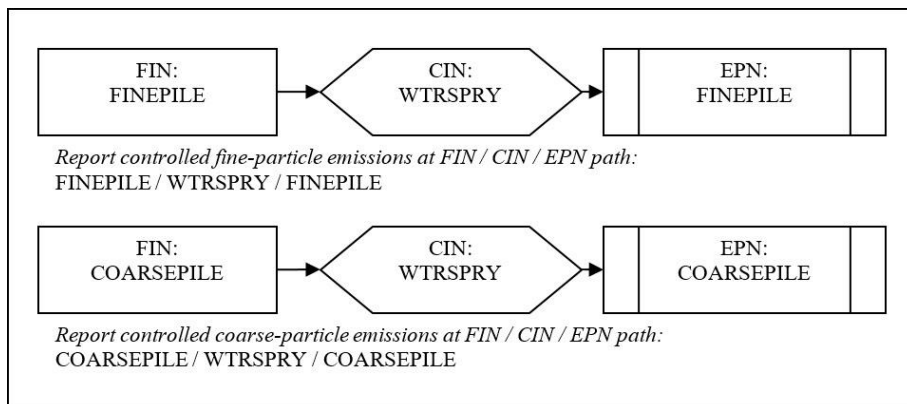 FIN:
FINEPILE
CIN:
WTRSPRY
EPN:
FINEPILE
Report controlled fine-particle emissions at FIN / CIN / EPN path:
FINEPILE / WTRSPRY / FINEPILE
FIN:
COARSEPILE
CIN:
WTRSPRY
EPN:
COARSEPILE
Report controlled coarse-particle emissions at FIN / CIN / EPN path:
COARSEPILE / WTRSPRY / COARSEPILE